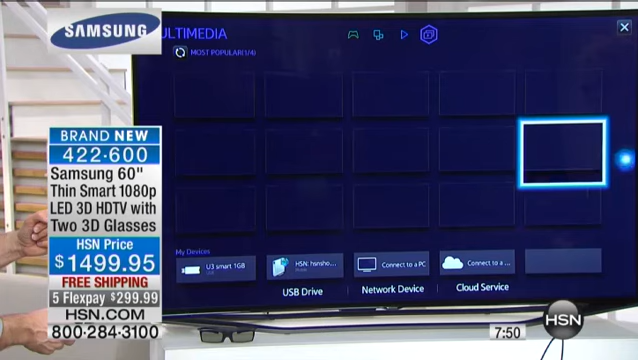 SAMSUNG
ULTIMEDIA
MOST POPULAR(1/4)
BRAND NEW
422-600
Samsung 60"
Thin Smart 1080p
LED 3D HDTV with
Two 3D Glasses
HSN Price
$1499.95
FREE SHIPPING
5 Flexpay $299.99
HSN.COM
800-284-3100
My Devices
U3 smart 1GB
HSN: hsnsho...
Connect to a PC
Connect to a ...
USB Drive
Network Device
Cloud Service
7:50
HSN